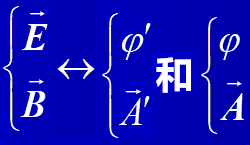 { E⃗ ↔ { φ′ 和 { φ
B⃗ A⃗′ A⃗